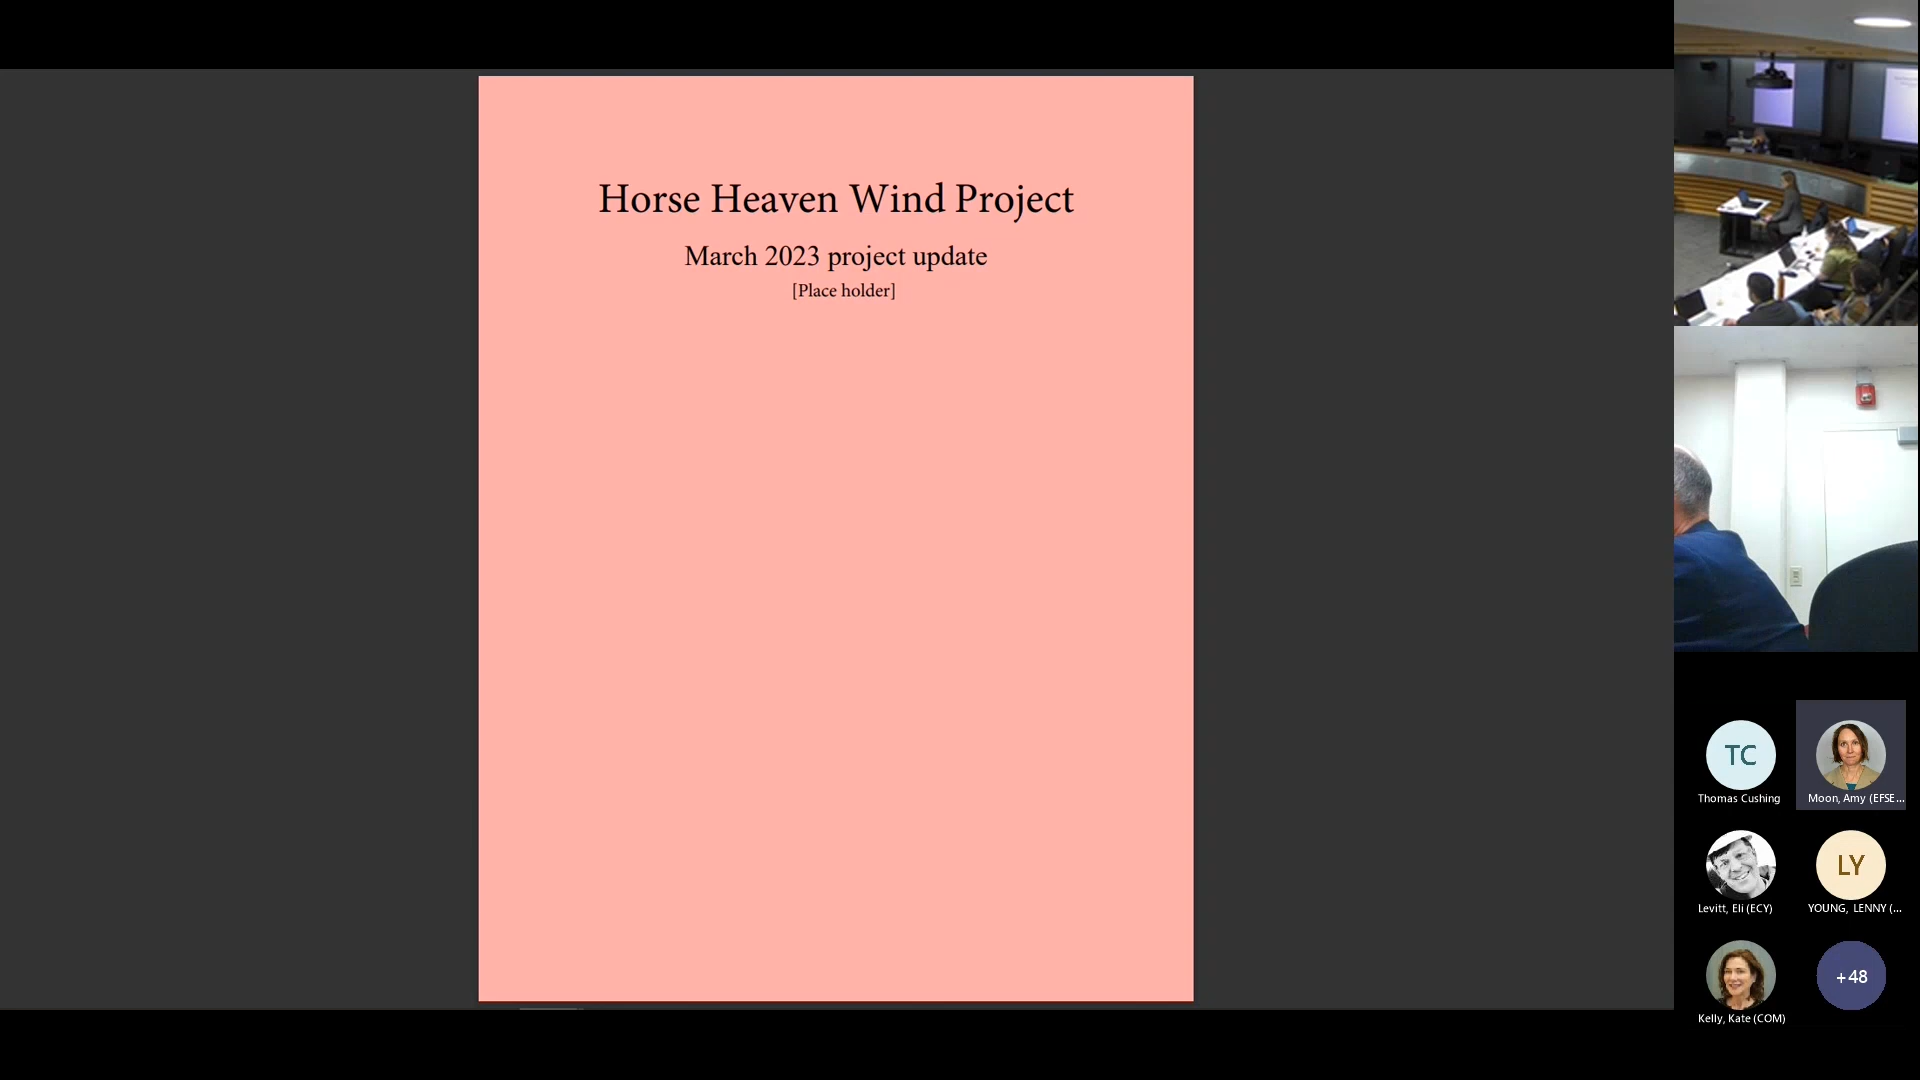 Horse Heaven Wind Project
March 2023 project update
[Place holder]
TC
Thomas Cushing
Moon, Amy (EFSE...
Levitt, Eli (ECY)
LY
YOUNG, LENNY (...
Kelly, Kate (COM)
+48